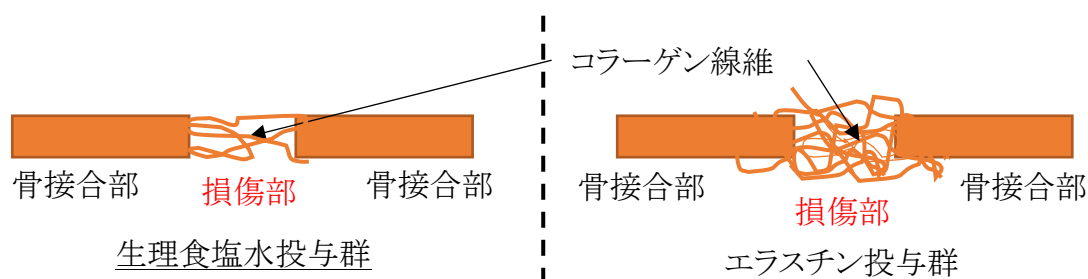 コラーゲン線維
骨接合部
損傷部
骨接合部
生理食塩水投与群
骨接合部
損傷部
骨接合部
エラスチン投与群